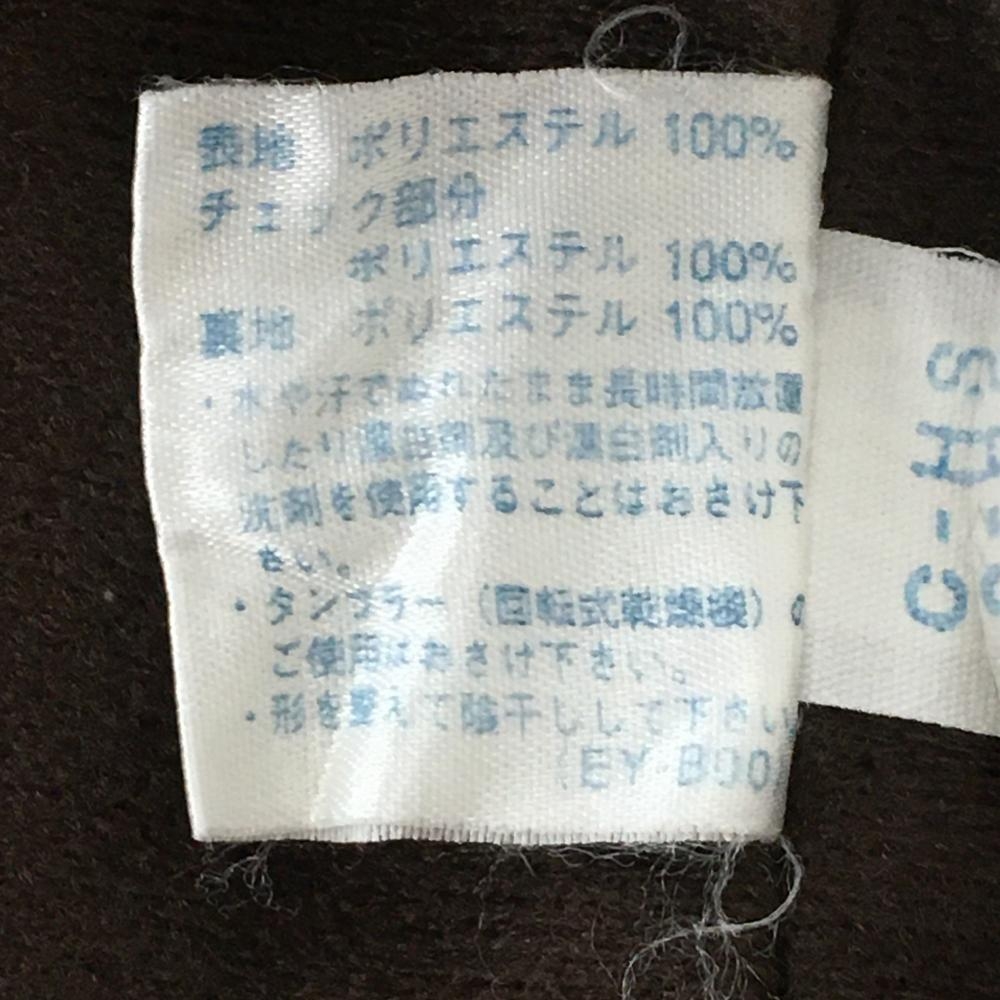 表地 ポリエステル 100%
チェック部分
ポリエステル 100%
裏地 ポリエステル 100%
・水や汗でぬれたまま長時間放置
したり漂白剤及び漂白剤入りの
洗剤を使用することはおさけ下
さい。
・タンブラー (回転式乾燥機) の
ご使用はおさけ下さい。
・形を整えて陰干しして下さい
(EY B00
C-HS